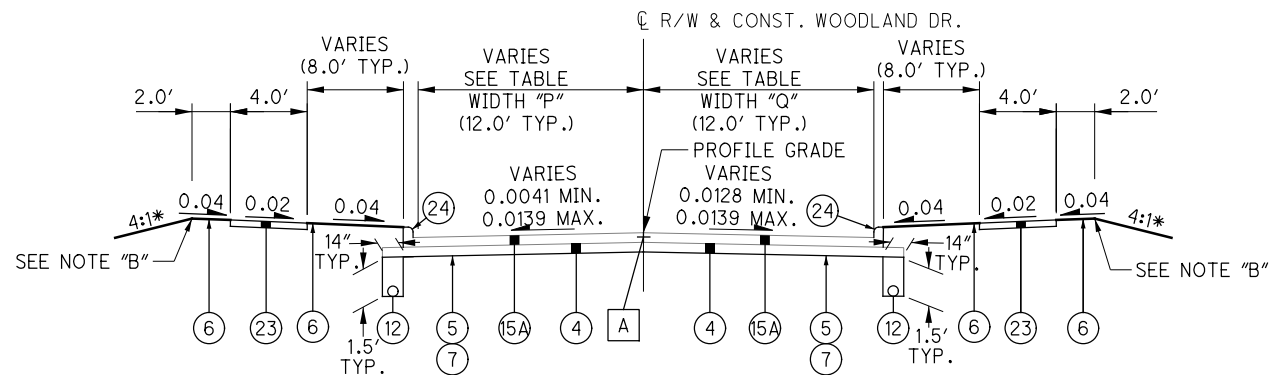 ℄ R/W & CONST. WOODLAND DR.
VARIES
(8.0' TYP.)
VARIES
SEE TABLE
WIDTH "P"
(12.0' TYP.)
VARIES
SEE TABLE
WIDTH "Q"
(12.0' TYP.)
VARIES
(8.0' TYP.)
2.0'
4.0'
4.0'
2.0'
PROFILE GRADE
VARIES
0.0041 MIN.
0.0139 MAX.
VARIES
0.0128 MIN.
0.0139 MAX.
4:1*
0.04
0.02
0.04
24
24
0.04
0.02
0.04
4:1*
SEE NOTE "B"
14"
TYP.
14"
TYP.
SEE NOTE "B"
6
23
6
12
5
7
15A
4
A
4
15A
5
7
12
6
23
6
1.5'
TYP.
1.5'
TYP.